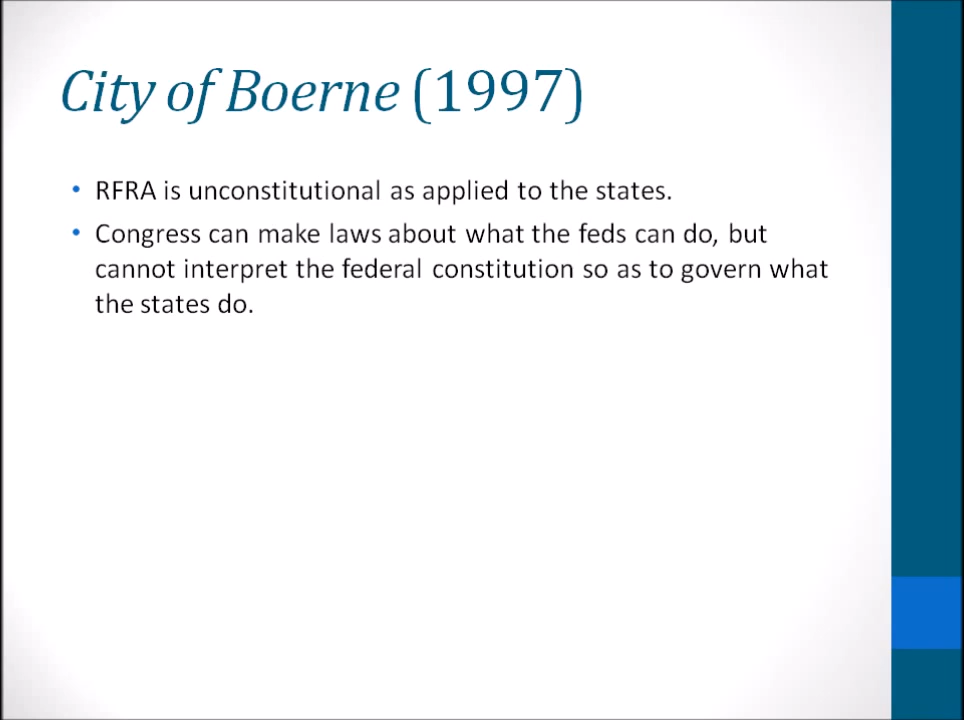 City of Boerne (1997)
• RFRA is unconstitutional as applied to the states.
• Congress can make laws about what the feds can do, but
cannot interpret the federal constitution so as to govern what
the states do.